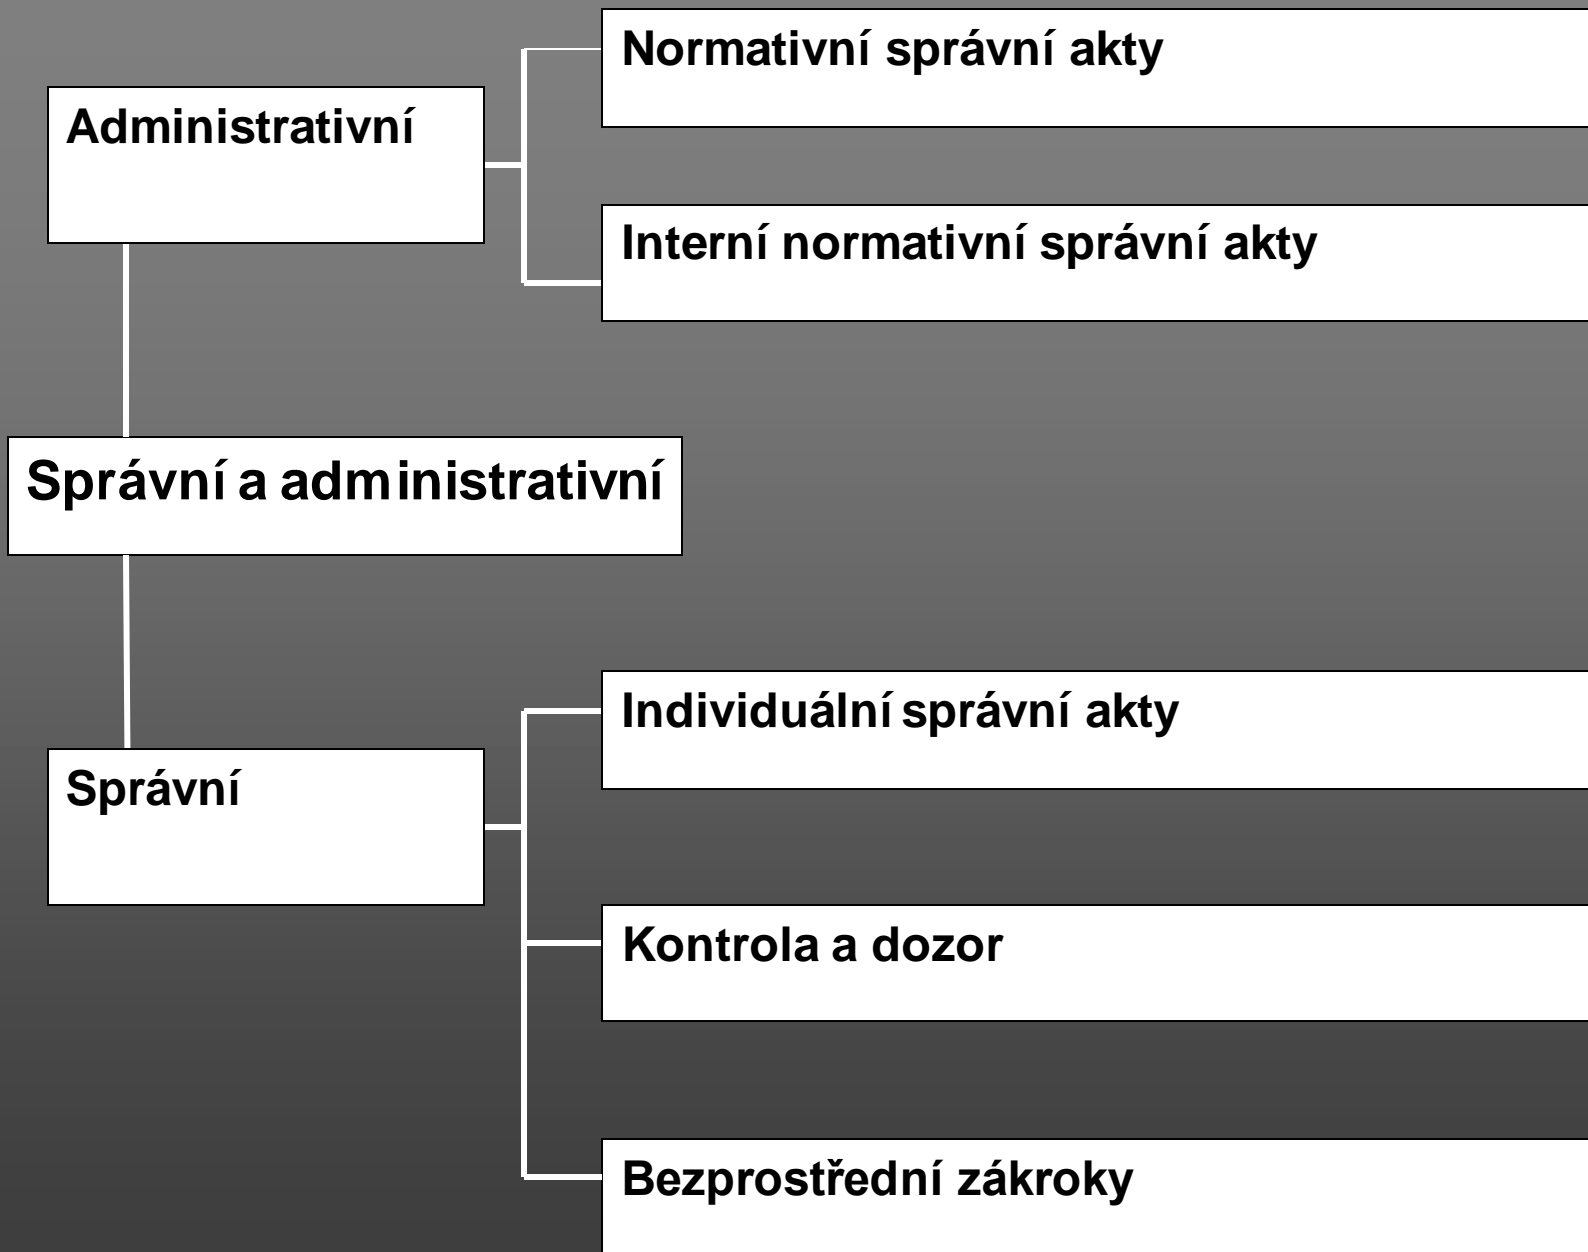 Normativní správní akty
Administrativní
Interní normativní správní akty
Správní a administrativní
Individuální správní akty
Správní
Kontrola a dozor
Bezprostřední zákroky